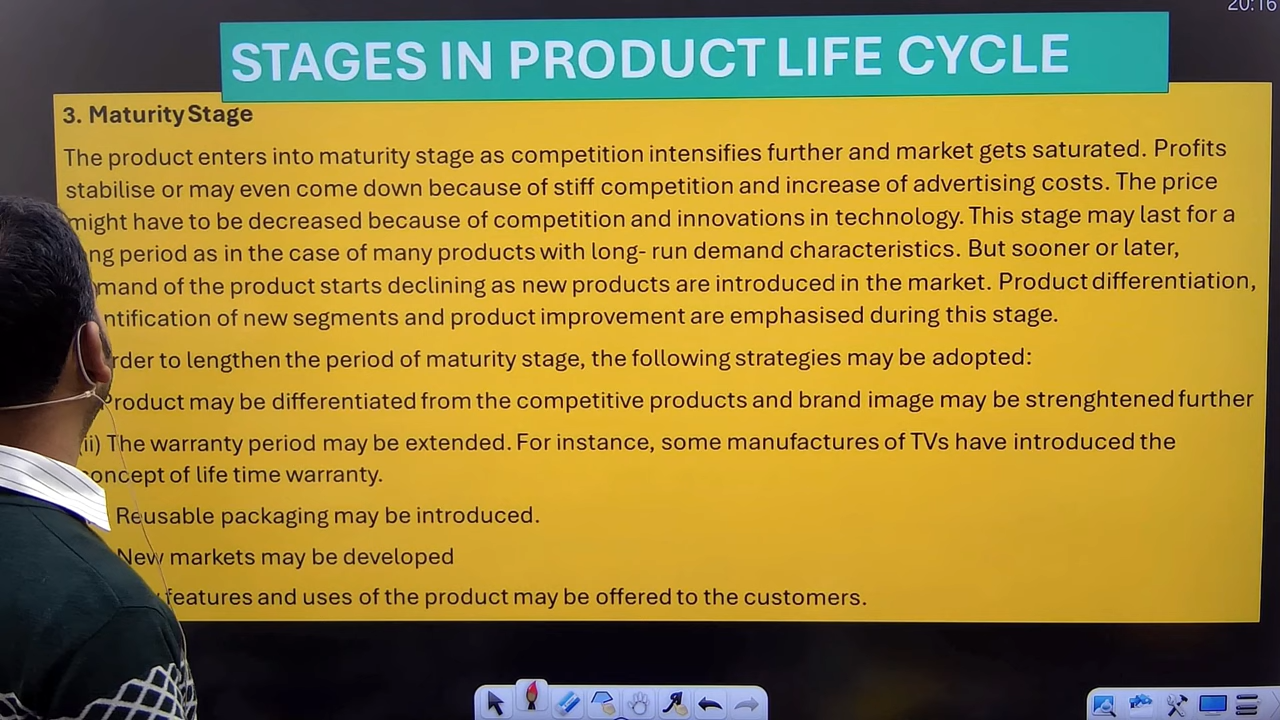 20:16
STAGES IN PRODUCT LIFE CYCLE
3. Maturity Stage
The product enters into maturity stage as competition intensifies further and market gets saturated. Profits
stabilise or may even come down because of stiff competition and increase of advertising costs. The price
might have to be decreased because of competition and innovations in technology. This stage may last for a
ng period as in the case of many products with long- run demand characteristics. But sooner or later,
mand of the product starts declining as new products are introduced in the market. Product differentiation,
ntification of new segments and product improvement are emphasised during this stage.
rder to lengthen the period of maturity stage, the following strategies may be adopted:
Product may be differentiated from the competitive products and brand image may be strenghtened further
ii) The warranty period may be extended. For instance, some manufactures of TVs have introduced the
oncept of life time warranty.
Reusable packaging may be introduced.
New markets may be developed
features and uses of the product may be offered to the customers.